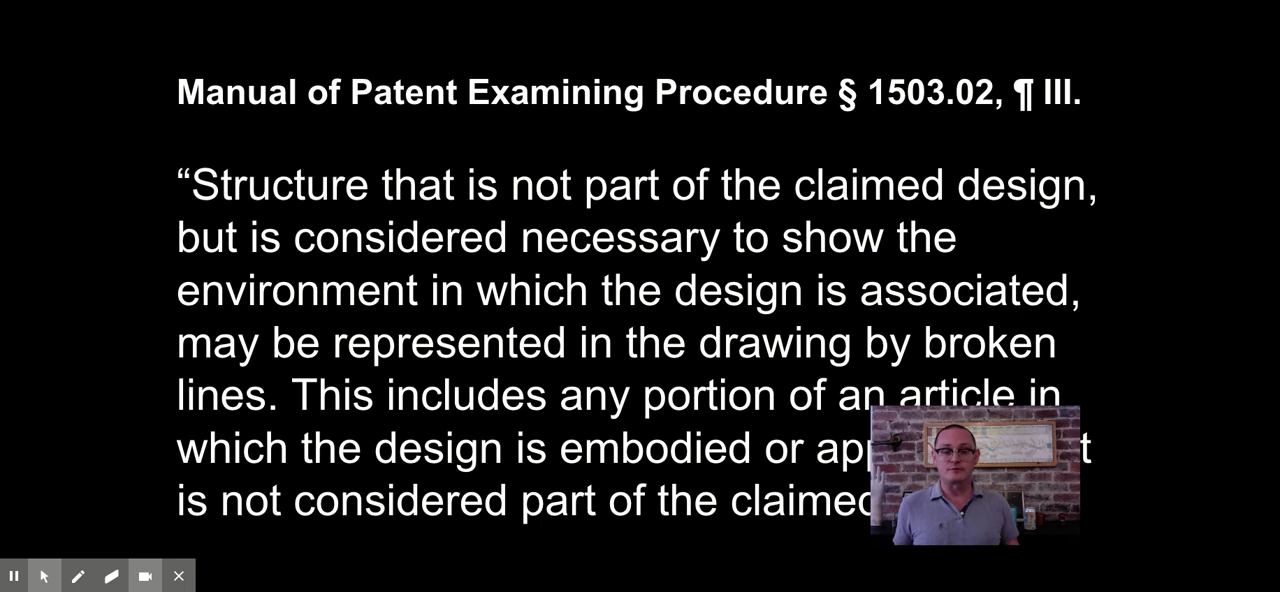 Manual of Patent Examining Procedure § 1503.02, ¶ III.
“Structure that is not part of the claimed design,
but is considered necessary to show the
environment in which the design is associated,
may be represented in the drawing by broken
lines. This includes any portion of an article in
which the design is embodied or
is not considered part of the claimed